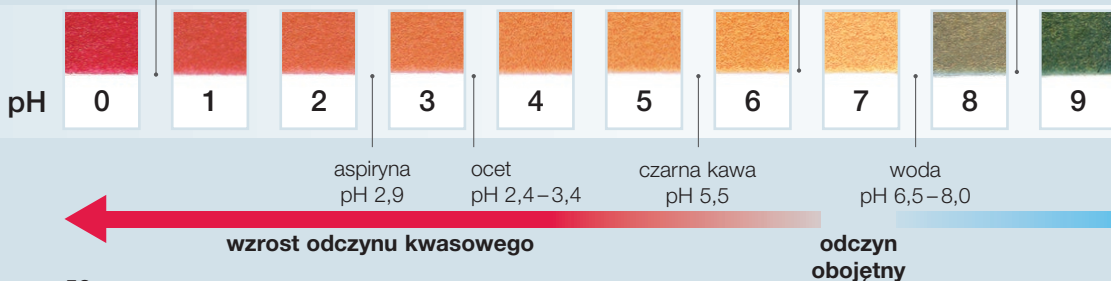 pH 0 1 2 3 4 5 6 7 8 9
aspiryna
pH 2,9
ocet
pH 2,4–3,4
czarna kawa
pH 5,5
woda
pH 6,5–8,0
wzrost odczynu kwasowego
odczyn
obojętny